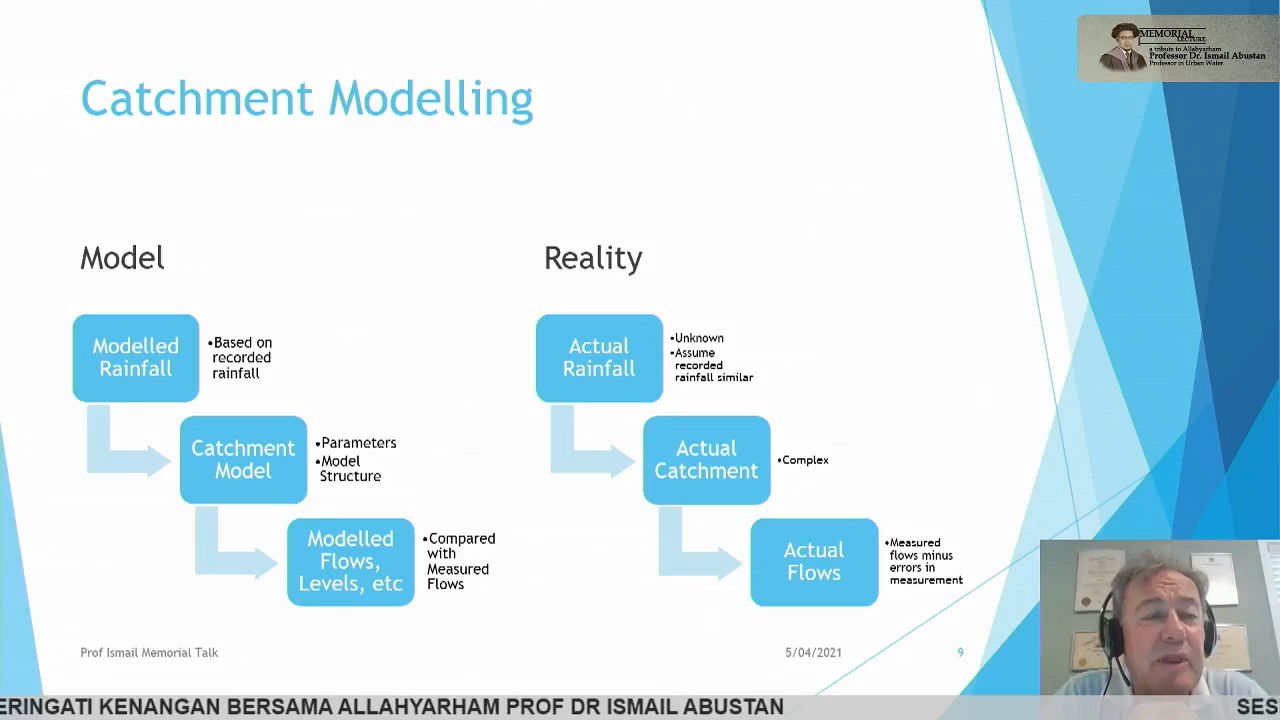 MEMORIAL
LECTURE
a tribute to Allahyarham
Professor Dr. Ismail Abustan
Professor in Urban Water
Catchment Modelling
Model
Modelled
Rainfall
•Based on
recorded
rainfall
Catchment
Model
•Parameters
•Model
Structure
Modelled
Flows,
Levels, etc
•Compared
with
Measured
Flows
Reality
Actual
Rainfall
•Unknown
•Assume
recorded
rainfall similar
Actual
Catchment
•Complex
Actual
Flows
•Measured
flows minus
errors in
measurement
Prof Ismail Memorial Talk
5/04/2021
9
ERINGATI KENANGAN BERSAMA ALLAHYARHAM PROF DR ISMAIL ABUSTAN
SES